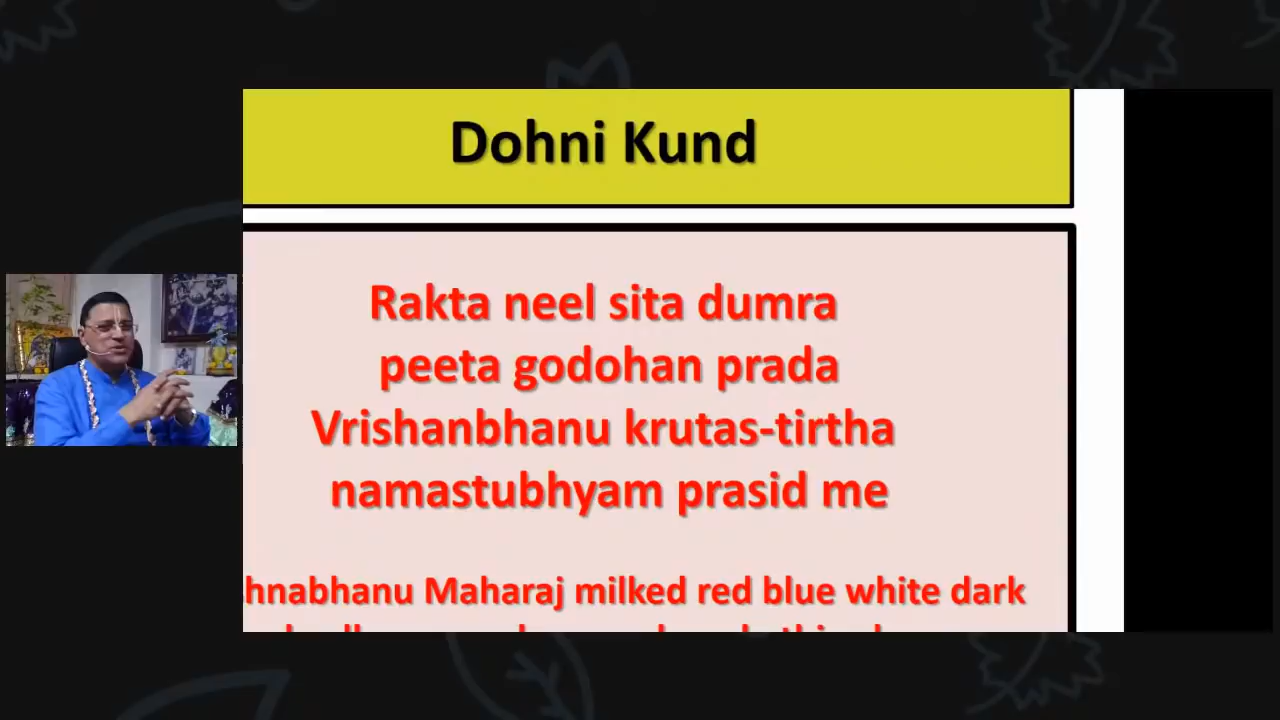 Dohni Kund
Rakta neel sita dumra
peeta godohan prada
Vrishanbhanu krutas-tirtha
namastubhyam prasid me
hnabhanu Maharaj milked red blue white dark